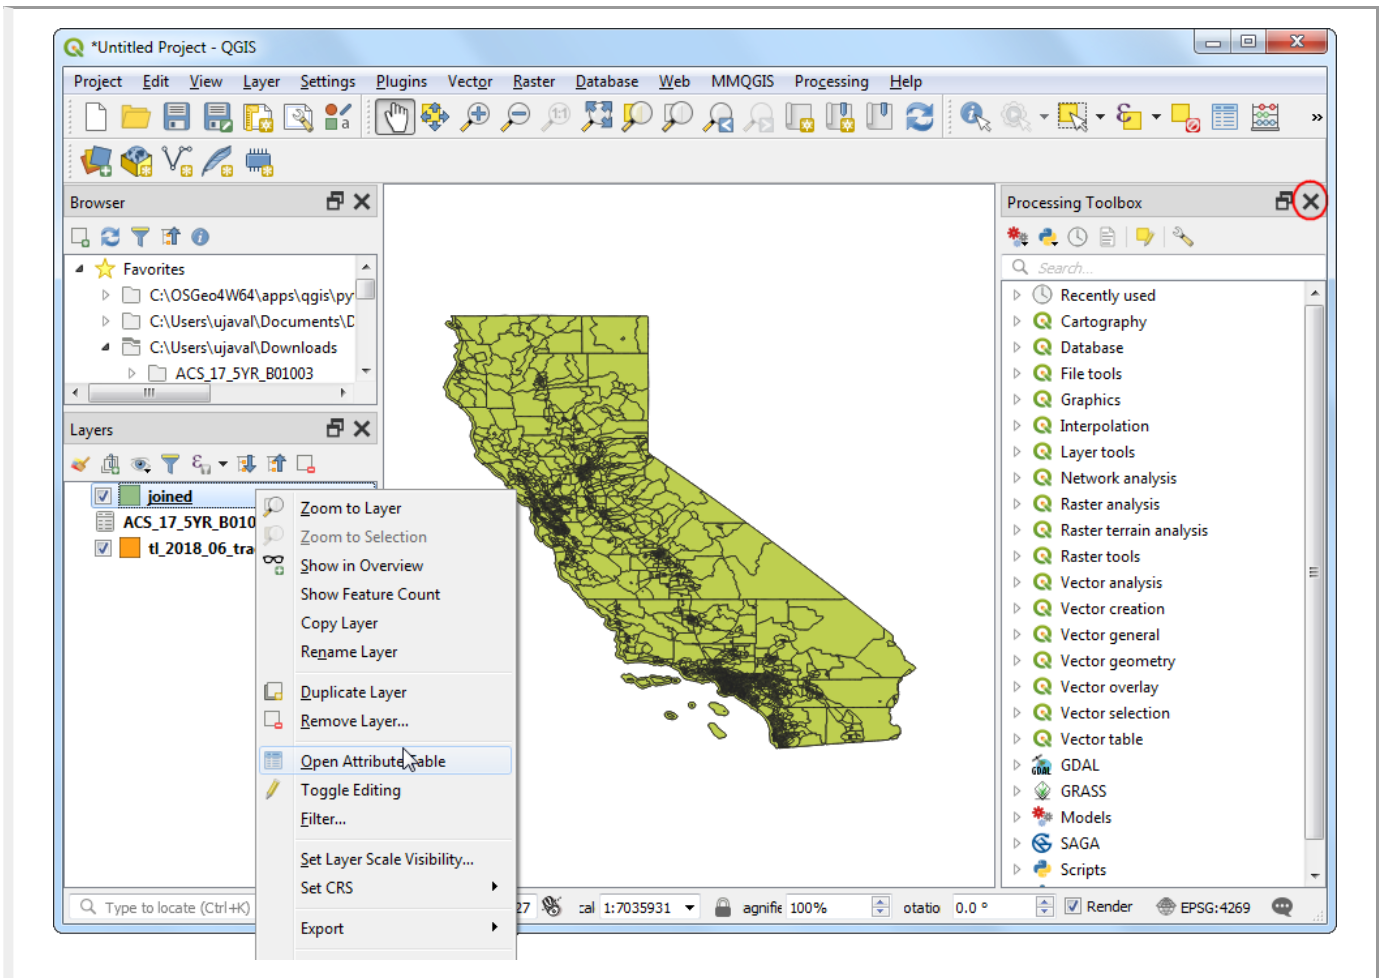 *Untitled Project - QGIS
Project Edit View Layer Settings Plugins Vector Raster Database Web MMQGIS Processing Help
Browser
Favorites
C:\OSGeo4W64\apps\qgis\py
C:\Users\ujaval\Documents\D
C:\Users\ujaval\Downloads
ACS_17_5YR_B01003
Layers
joined
ACS_17_5YR_B010
tl_2018_06_tra
Zoom to Layer
Zoom to Selection
Show in Overview
Show Feature Count
Copy Layer
Rename Layer
Duplicate Layer
Remove Layer...
Open Attribute Table
Toggle Editing
Filter...
Set Layer Scale Visibility...
Set CRS
Export
Processing Toolbox
Search...
Recently used
Cartography
Database
File tools
Graphics
Interpolation
Layer tools
Network analysis
Raster analysis
Raster terrain analysis
Raster tools
Vector analysis
Vector creation
Vector general
Vector geometry
Vector overlay
Vector selection
Vector table
GDAL
GRASS
Models
SAGA
Scripts
Type to locate (Ctrl+K) 27 :al 1:7035931 agnifie 100% otatio 0.0 ° Render EPSG:4269